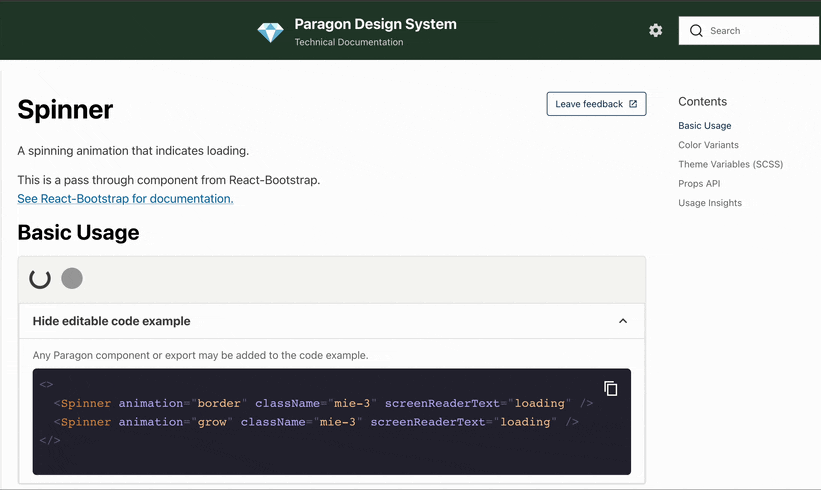 Paragon Design System
Technical Documentation
Search
Spinner
Leave feedback
A spinning animation that indicates loading.
This is a pass through component from React-Bootstrap.
See React-Bootstrap for documentation.
Basic Usage
Hide editable code example
Any Paragon component or export may be added to the code example.
<>
<Spinner animation="border" className="mie-3" screenReaderText="loading" />
<Spinner animation="grow" className="mie-3" screenReaderText="loading" />
</>
Contents
Basic Usage
Color Variants
Theme Variables (SCSS)
Props API
Usage Insights